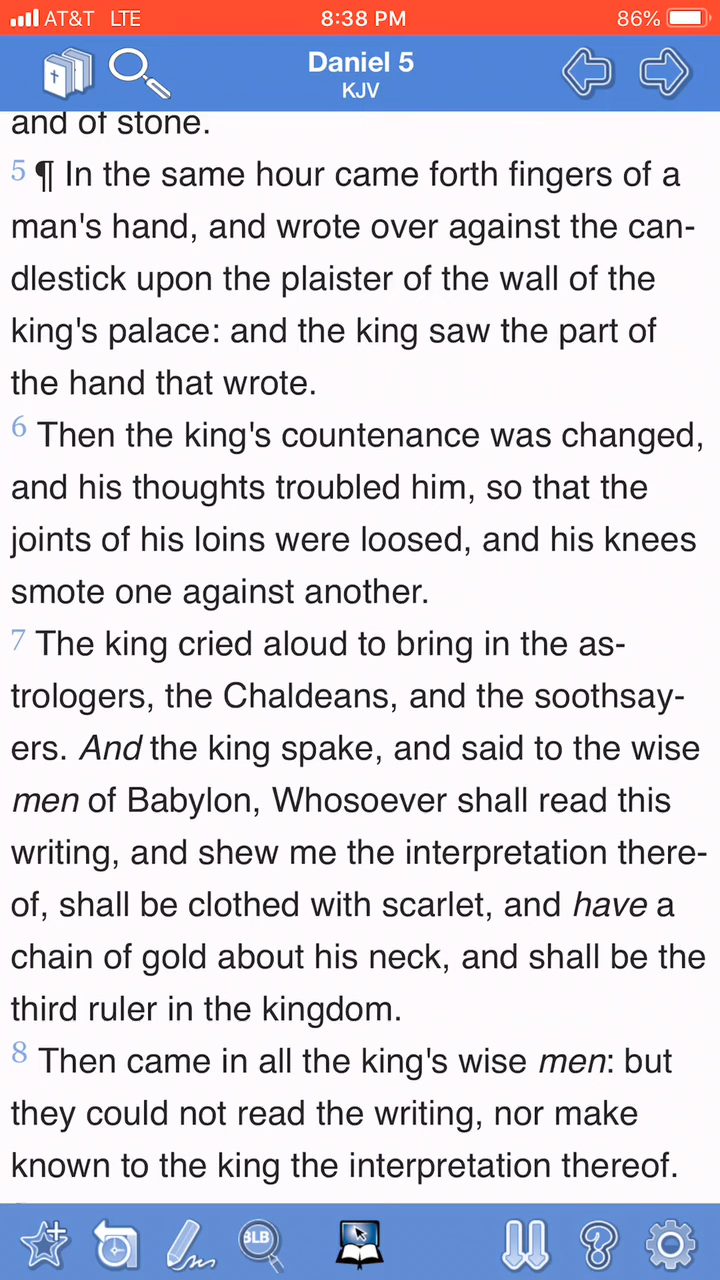 AT&T LTE 8:38 PM 86%
Daniel 5
KJV
and of stone.
5 ¶ In the same hour came forth fingers of a
man's hand, and wrote over against the can-
dlestick upon the plaister of the wall of the
king's palace: and the king saw the part of
the hand that wrote.
6 Then the king's countenance was changed,
and his thoughts troubled him, so that the
joints of his loins were loosed, and his knees
smote one against another.
7 The king cried aloud to bring in the as-
trologers, the Chaldeans, and the soothsay-
ers. And the king spake, and said to the wise
men of Babylon, Whosoever shall read this
writing, and shew me the interpretation there-
of, shall be clothed with scarlet, and have a
chain of gold about his neck, and shall be the
third ruler in the kingdom.
8 Then came in all the king's wise men: but
they could not read the writing, nor make
known to the king the interpretation thereof.
BLB